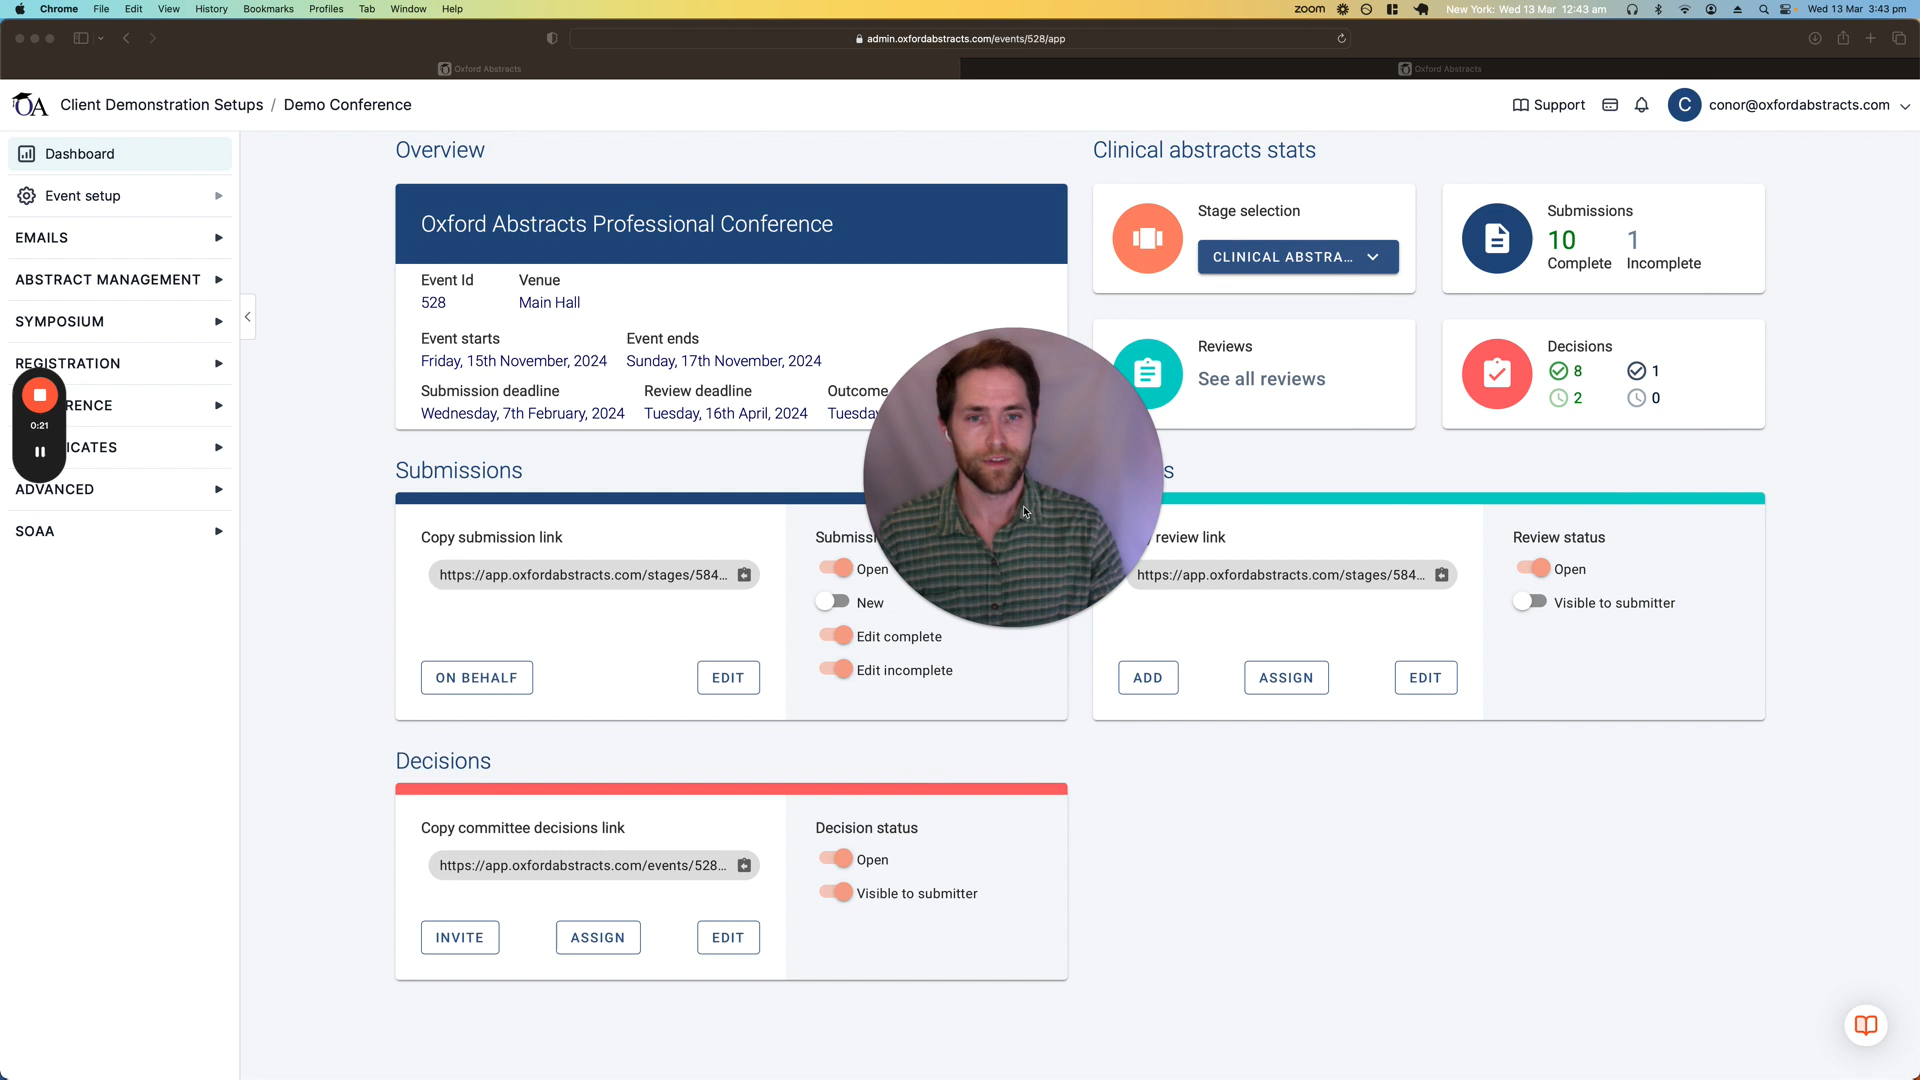 Chrome File Edit View History Bookmarks Profiles Tab Window Help
zoom New York: Wed 13 Mar 12:43 am Wed 13 Mar 3:43 pm
admin.oxfordabstracts.com/events/528/app
Oxford Abstracts Oxford Abstracts
OA Client Demonstration Setups / Demo Conference
Support C conor@oxfordabstracts.com
Dashboard
Event setup
EMAILS
ABSTRACT MANAGEMENT
SYMPOSIUM
REGISTRATION
RENCE
ICATES
ADVANCED
SOAA
0:21
Overview
Oxford Abstracts Professional Conference
Event Id Venue
528 Main Hall
Event starts Event ends
Friday, 15th November, 2024 Sunday, 17th November, 2024
Submission deadline Review deadline Outcome
Wednesday, 7th February, 2024 Tuesday, 16th April, 2024 Tuesda
Clinical abstracts stats
Stage selection
CLINICAL ABSTRA...
Submissions
10 1
Complete Incomplete
Reviews
See all reviews
Decisions
8 1
2 0
Submissions
Copy submission link
https://app.oxfordabstracts.com/stages/584...
ON BEHALF EDIT
Submiss
Open
New
Edit complete
Edit incomplete
s
review link
https://app.oxfordabstracts.com/stages/584...
ADD ASSIGN EDIT
Review status
Open
Visible to submitter
Decisions
Copy committee decisions link
https://app.oxfordabstracts.com/events/528...
INVITE ASSIGN EDIT
Decision status
Open
Visible to submitter